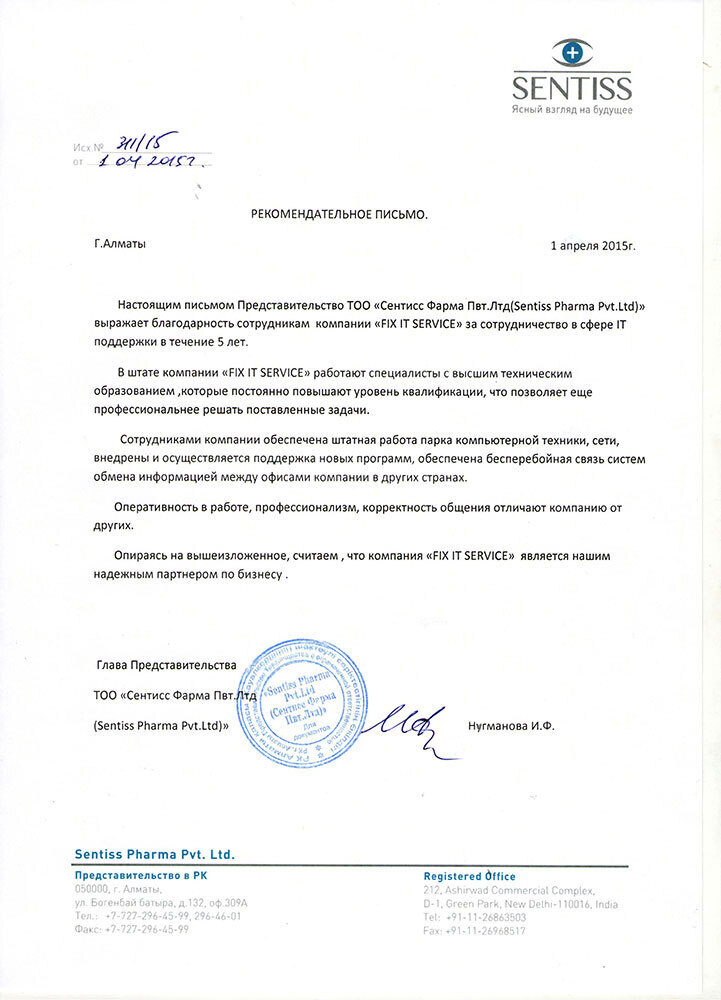 SENTISS
Ясный взгляд на будущее
Исх.№ 311/15
от 1 04 2015г.
РЕКОМЕНДАТЕЛЬНОЕ ПИСЬМО.
Г.Алматы
1 апреля 2015г.
Настоящим письмом Представительство ТОО «Сентисс Фарма Пвт.Лтд(Sentiss Pharma Pvt.Ltd)»
выражает благодарность сотрудникам компании «FIX IT SERVICE» за сотрудничество в сфере IT
поддержки в течение 5 лет.
В штате компании «FIX IT SERVICE» работают специалисты с высшим техническим
образованием ,которые постоянно повышают уровень квалификации, что позволяет еще
профессиональнее решать поставленные задачи.
Сотрудниками компании обеспечена штатная работа парка компьютерной техники, сети,
внедрены и осуществляется поддержка новых программ, обеспечена бесперебойная связь систем
обмена информацией между офисами компании в других странах.
Оперативность в работе, профессионализм, корректность общения отличают компанию от
других.
Опираясь на вышеизложенное, считаем , что компания «FIX IT SERVICE» является нашим
надежным партнером по бизнесу .
Глава Представительства
ТОО «Сентисс Фарма Пвт.Лтд
(Sentiss Pharma Pvt.Ltd)»
Нугманова И.Ф.
«Sentiss Pharma
Pvt.Ltd
(Сентисс Фарма
Пвт.Лтд)»
Для
документов
Sentiss Pharma Pvt. Ltd.
Представительство в РК
050000, г. Алматы,
ул. Богенбай батыра, д.132, оф.309А
Тел.: +7-727-296-45-99, 296-46-01
Факс: +7-727-296-45-99
Registered Office
212, Ashirwad Commercial Complex,
D-1, Green Park, New Delhi-110016, India
Tel: +91-11-26863503
Fax: +91-11-26968517